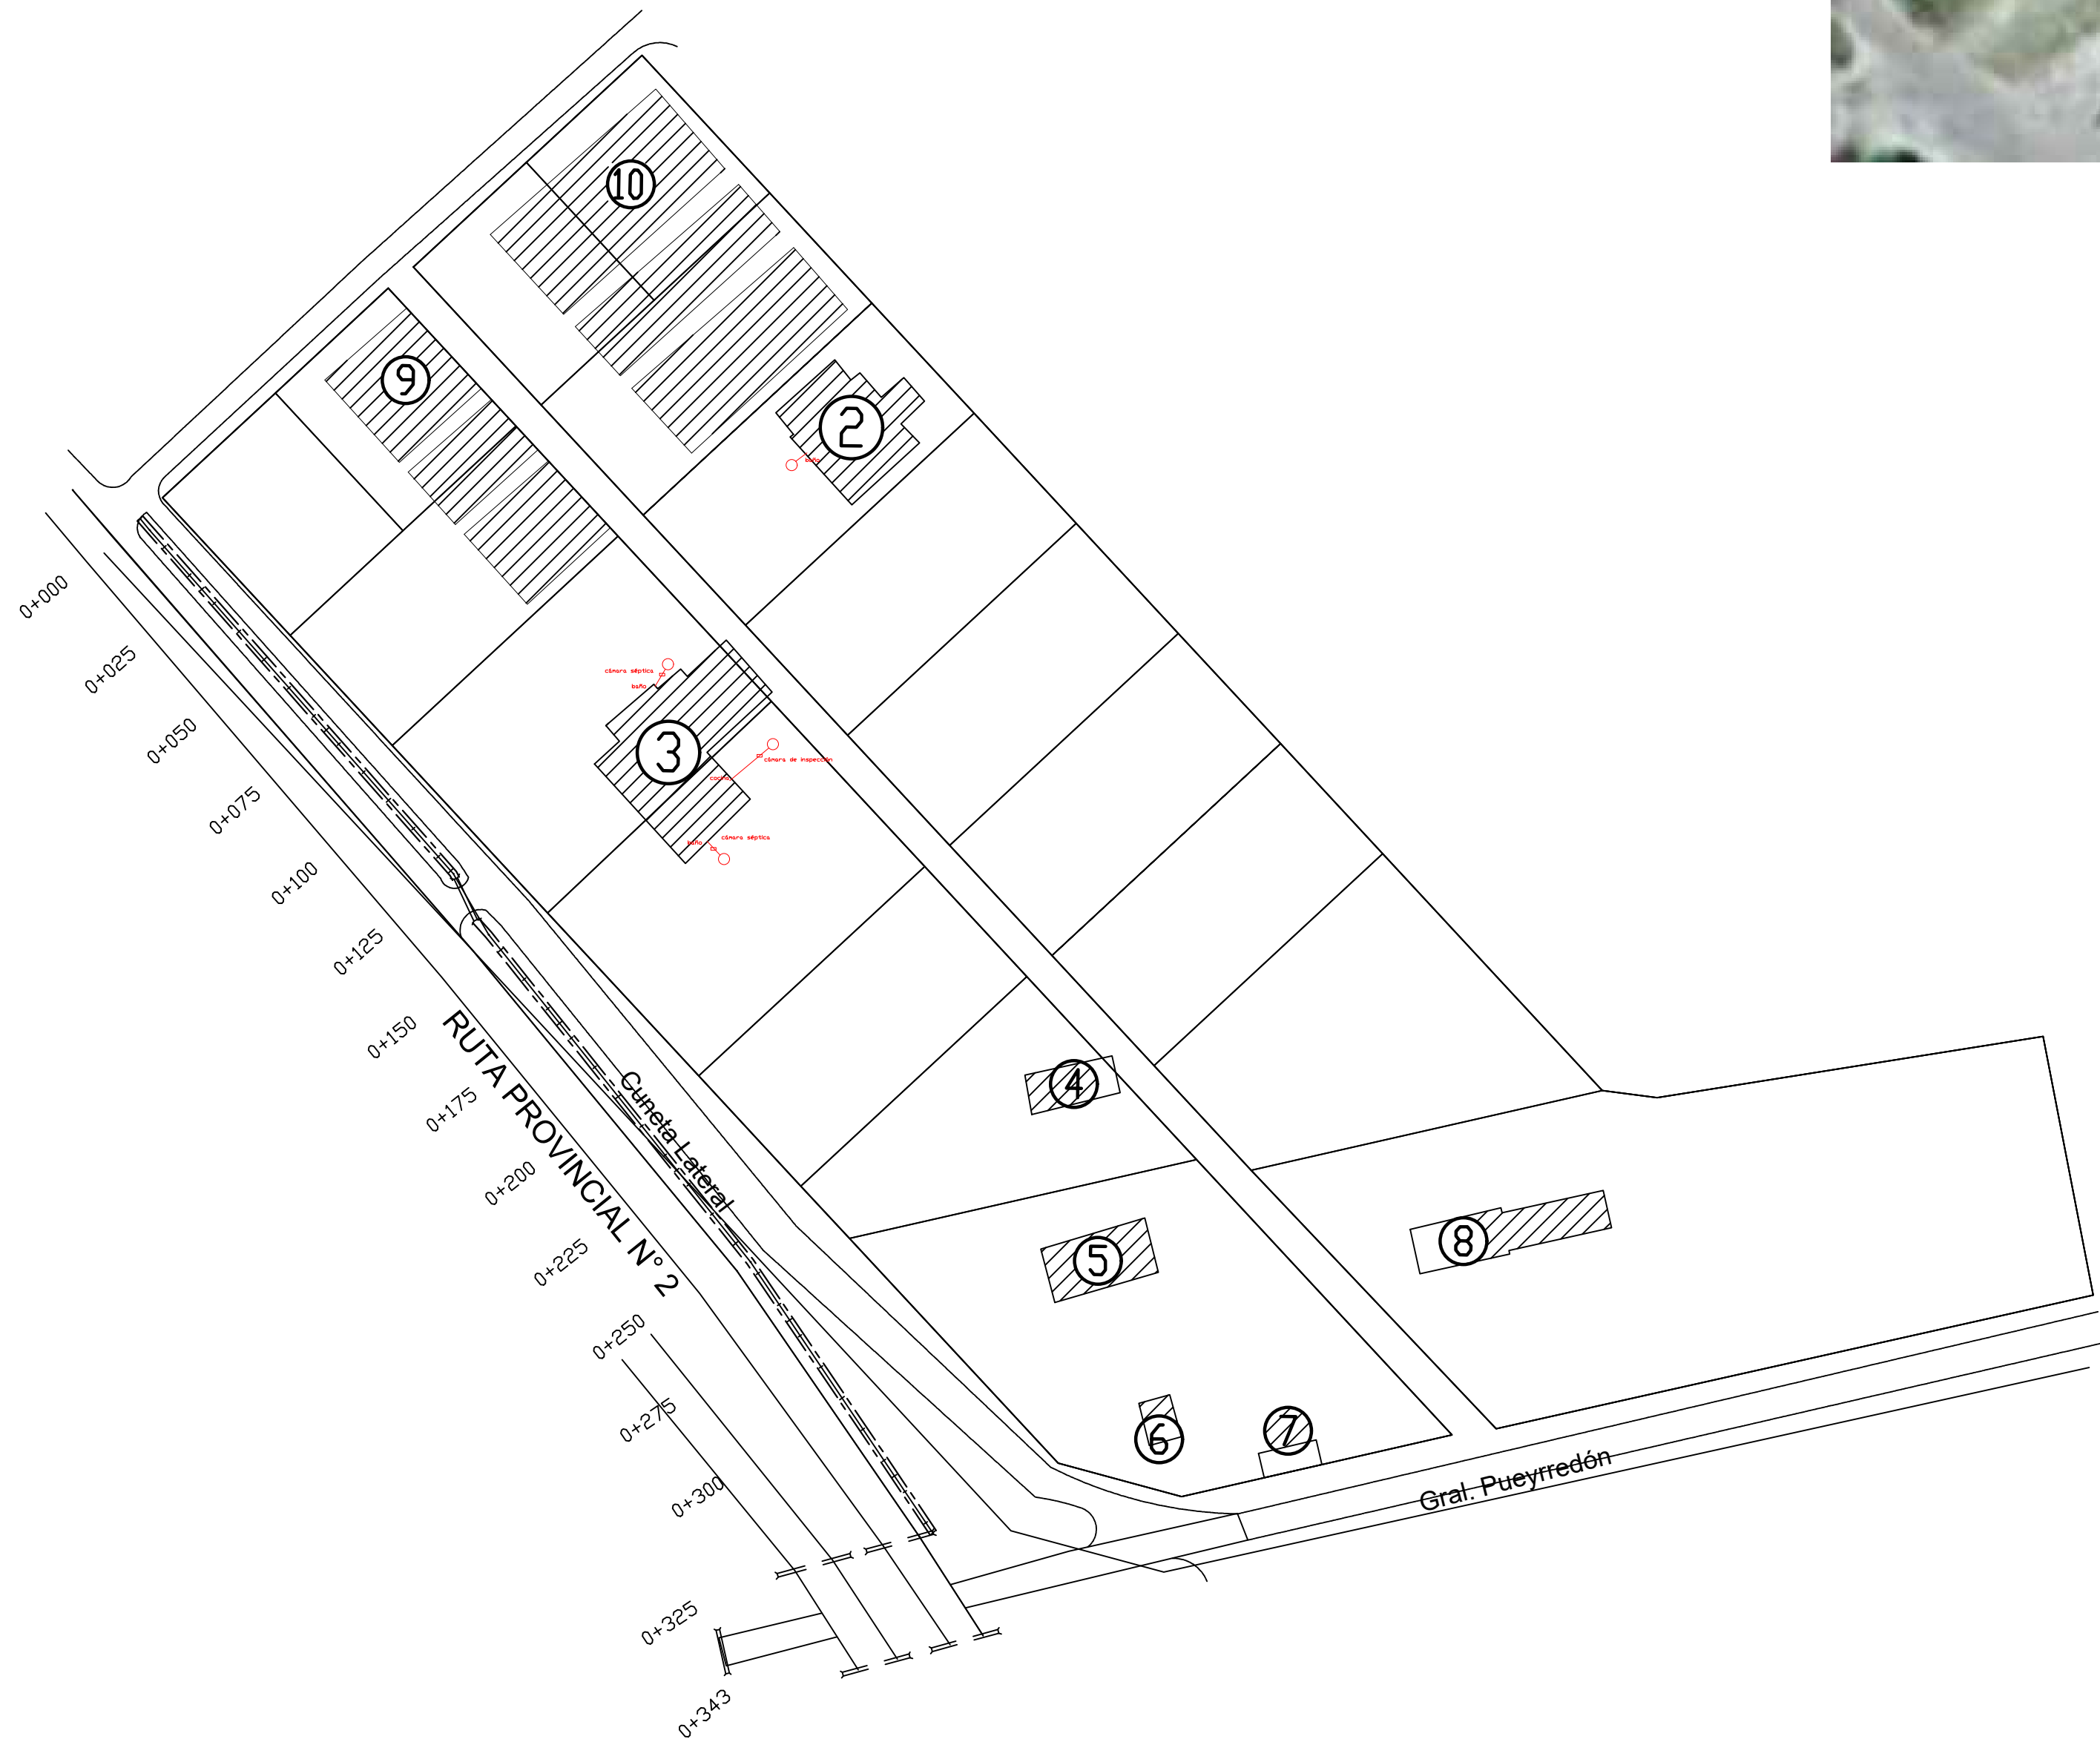 10
9
2
baño
0+000
0+025
cámara séptica
baño
0+050
3
cámara de inspección
cocina
0+075
cámara séptica
baño
0+100
0+125
0+150
RUTA PROVINCIAL N° 2
Cuneta Lateral
4
0+175
0+200
5
8
0+225
0+250
0+275
6
7
Gral. Pueyrredón
0+300
0+325
0+343